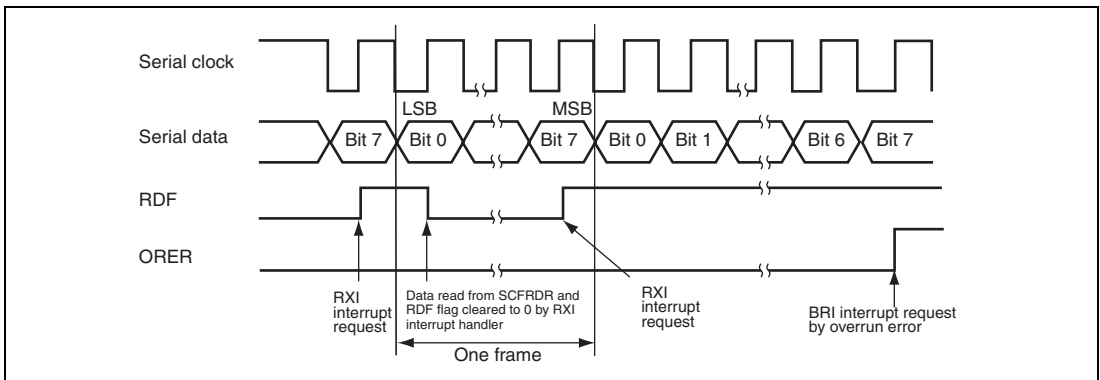 Serial clock
LSB
MSB
Serial data
Bit 7
Bit 0
Bit 7
Bit 0
Bit 1
Bit 6
Bit 7
RDF
ORER
RXI
interrupt
request
Data read from SCFRDR and
RDF flag cleared to 0 by RXI
interrupt handler
RXI
interrupt
request
BRI interrupt request
by overrun error
One frame